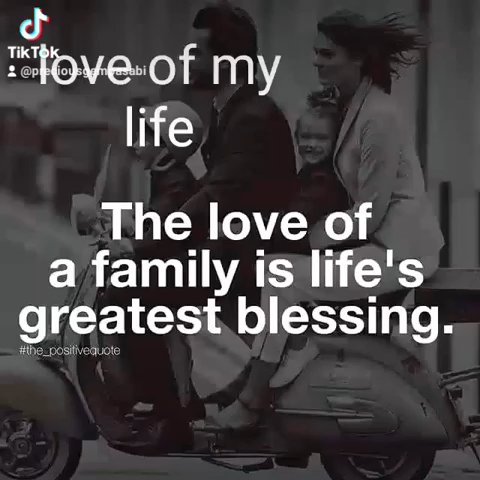 TikTok
love of my
life
The love of
a family is life's
greatest blessing.
#the_positivequote